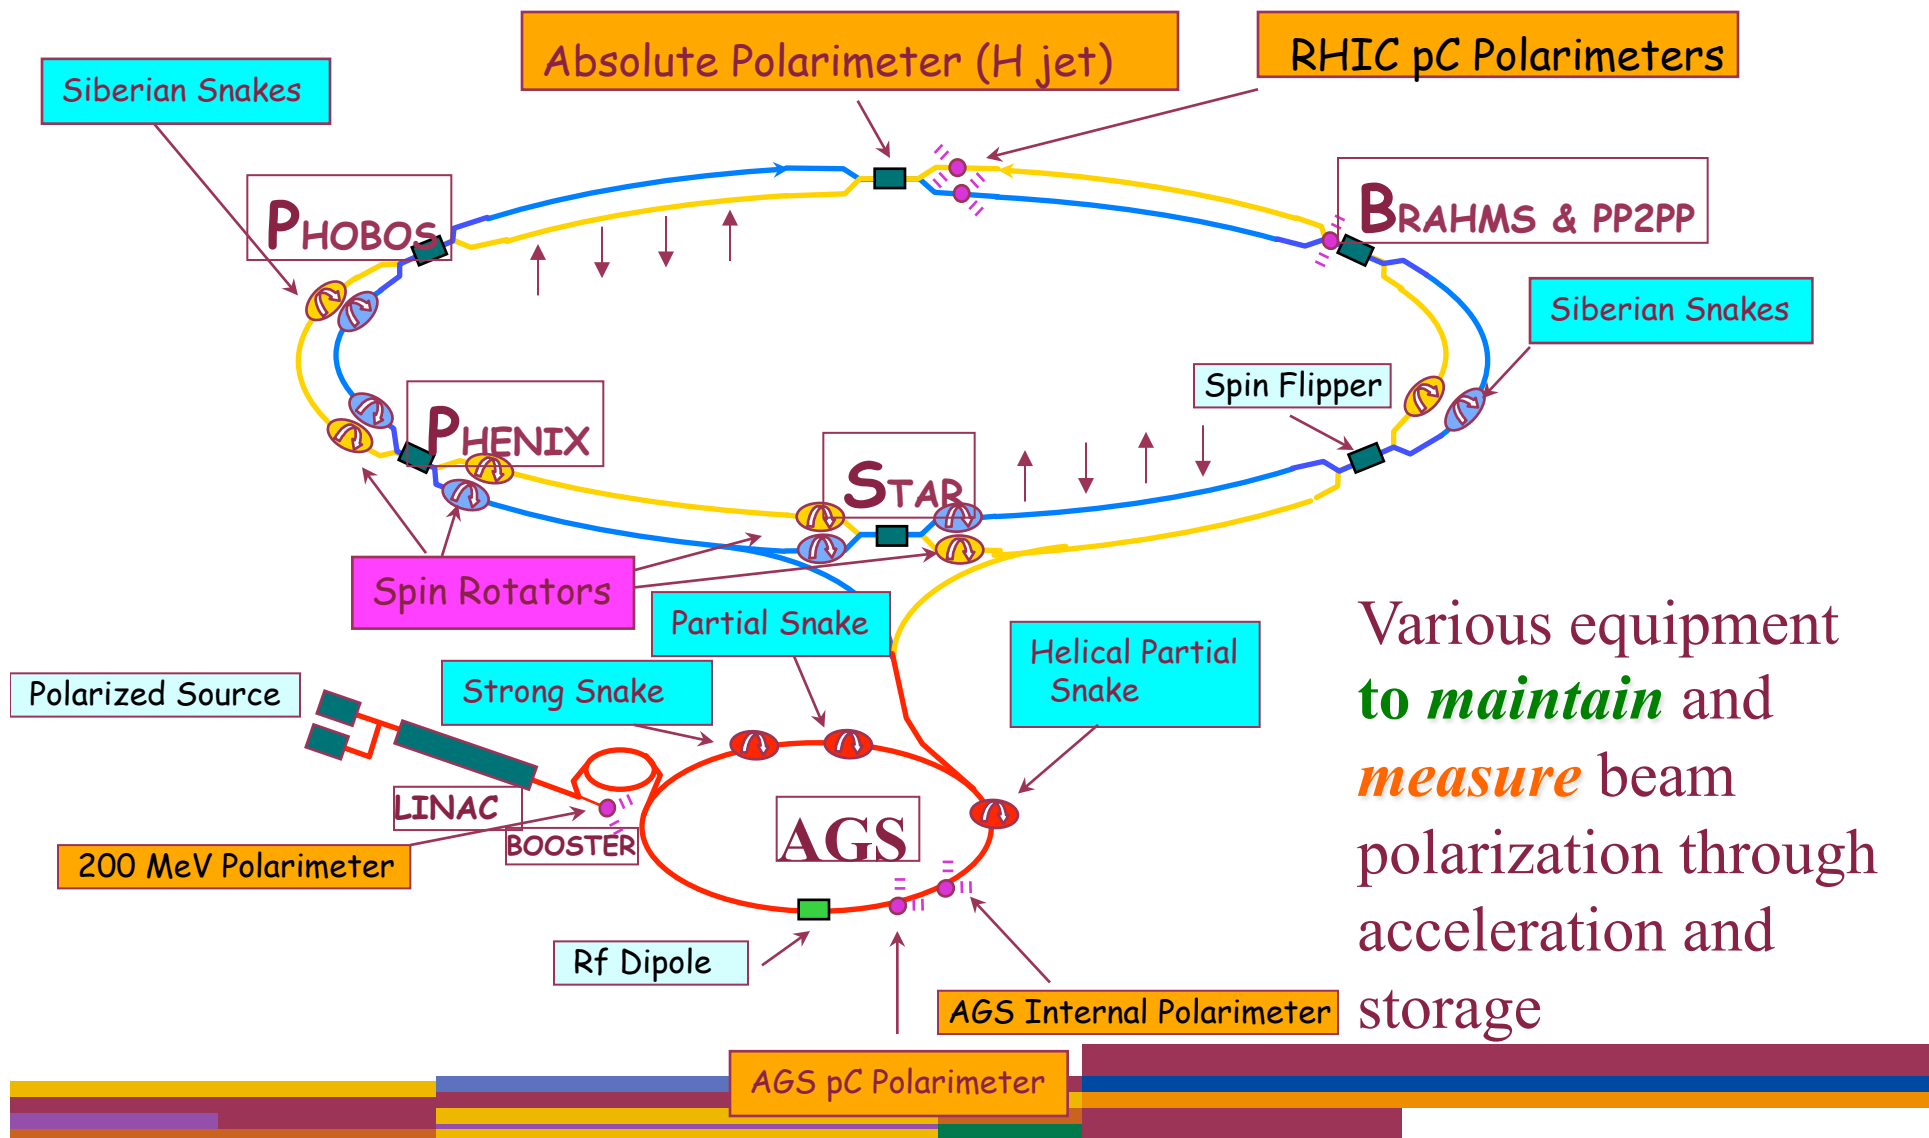 Absolute Polarimeter (H jet)
RHIC pC Polarimeters
Siberian Snakes
PHOBOS
BRAHMS & PP2PP
Siberian Snakes
Spin Flipper
PHENIX
STAR
Spin Rotators
Partial Snake
Helical Partial
Snake
Strong Snake
Polarized Source
LINAC
BOOSTER
200 MeV Polarimeter
AGS
Rf Dipole
AGS Internal Polarimeter
AGS pC Polarimeter
Various equipment
to maintain and
measure beam
polarization through
acceleration and
storage